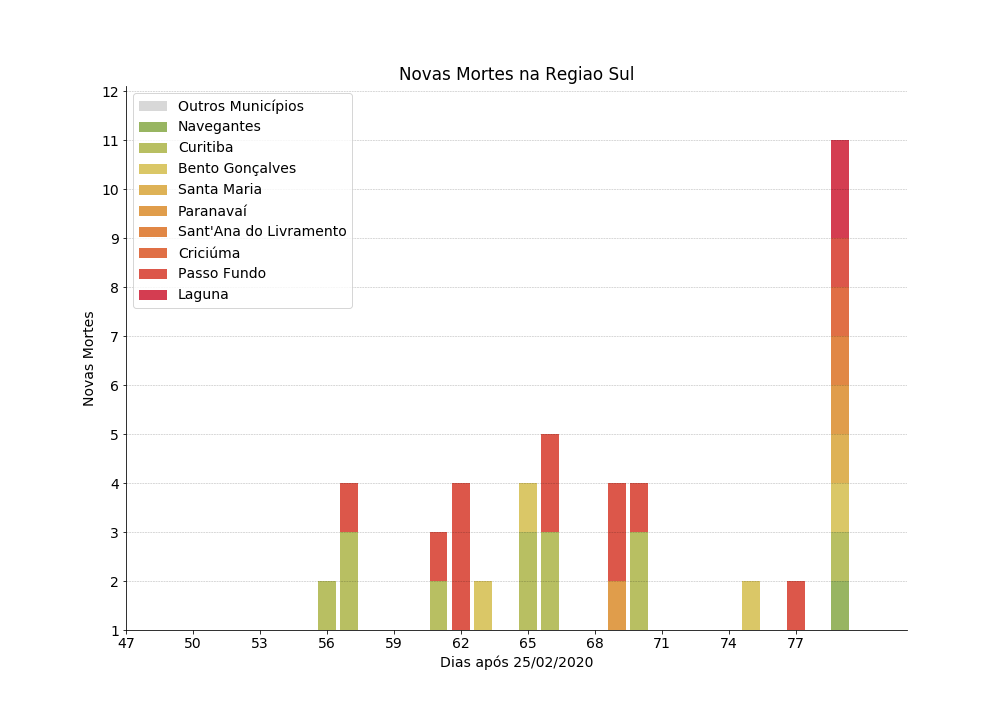 Novas Mortes na Regiao Sul
12
11
10
9
8
7
6
5
4
3
2
1
Novas Mortes
Outros Municípios
Navegantes
Curitiba
Bento Gonçalves
Santa Maria
Paranavaí
Sant'Ana do Livramento
Criciúma
Passo Fundo
Laguna
47 50 53 56 59 62 65 68 71 74 77
Dias após 25/02/2020